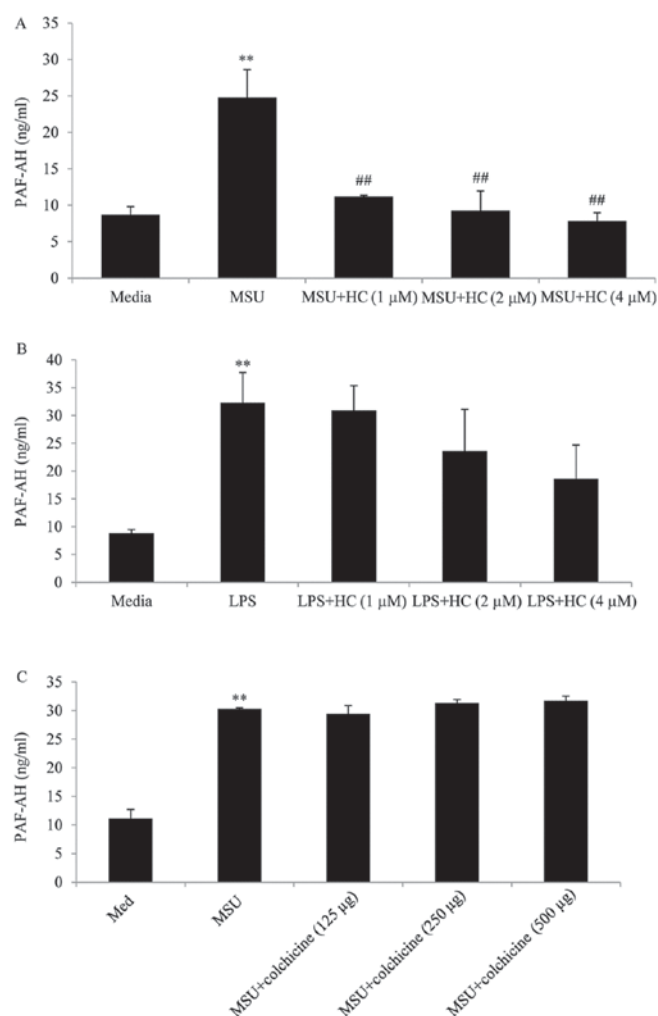 A
PAF-AH (ng/ml)
35
30
25
20
15
10
5
0
**
##
##
##
Media MSU MSU+HC (1 µM) MSU+HC (2 µM) MSU+HC (4 µM)
B
PAF-AH (ng/ml)
40
35
30
25
20
15
10
5
0
**
Media LPS LPS+HC (1 µM) LPS+HC (2 µM) LPS+HC (4 µM)
C
PAF-AH (ng/ml)
35
30
25
20
15
10
5
0
**
Med
MSU
MSU+colchicine (125 µg)
MSU+colchicine (250 µg)
MSU+colchicine (500 µg)